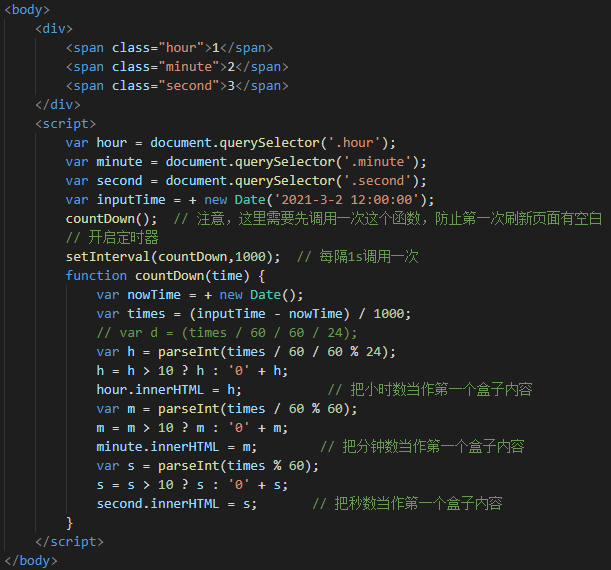 <body>
    <div>
        <span class="hour">1</span>
        <span class="minute">2</span>
        <span class="second">3</span>
    </div>
    <script>
        var hour = document.querySelector('.hour');
        var minute = document.querySelector('.minute');
        var second = document.querySelector('.second');
        var inputTime = + new Date('2021-3-2 12:00:00');
        countDown();  // 注意，这里需要先调用一次这个函数，防止第一次刷新页面有空白
        // 开启定时器
        setInterval(countDown,1000);  // 每隔1s调用一次
        function countDown(time) {
            var nowTime = + new Date();
            var times = (inputTime - nowTime) / 1000;
            // var d = (times / 60 / 60 / 24);
            var h = parseInt(times / 60 / 60 % 24);
            h = h > 10 ? h : '0' + h;
            hour.innerHTML = h;           // 把小时数当作第一个盒子内容
            var m = parseInt(times / 60 % 60);
            m = m > 10 ? m : '0' + m;
            minute.innerHTML = m;        // 把分钟数当作第一个盒子内容
            var s = parseInt(times % 60);
            s = s > 10 ? s : '0' + s;
            second.innerHTML = s;       // 把秒数当作第一个盒子内容
        }
    </script>
</body>